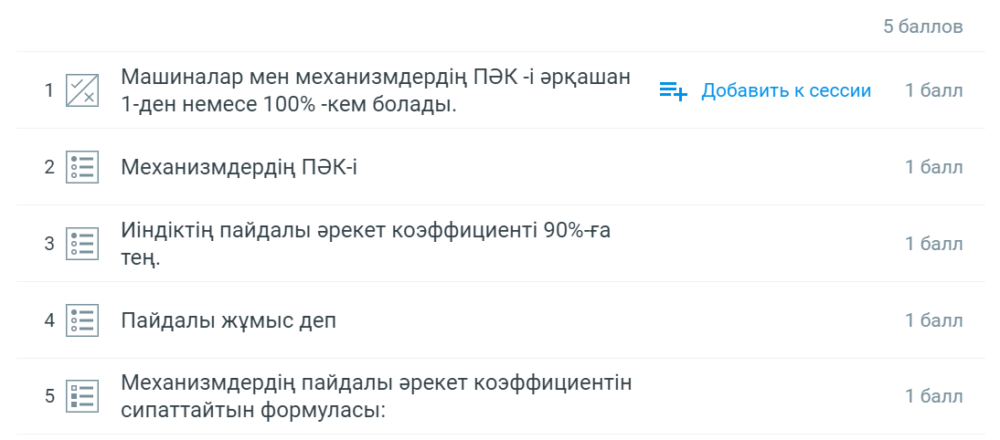 5 баллов
1 Машиналар мен механизмдердің ПӘК -і әрқашан
1-ден немесе 100% -кем болады.
Добавить к сессии 1 балл
2 Механизмдердің ПӘК-і 1 балл
3 Иіндіктің пайдалы әрекет коэффициенті 90%-ға
тең.
1 балл
4 Пайдалы жұмыс деп 1 балл
5 Механизмдердің пайдалы әрекет коэффициентін
сипаттайтын формуласы:
1 балл